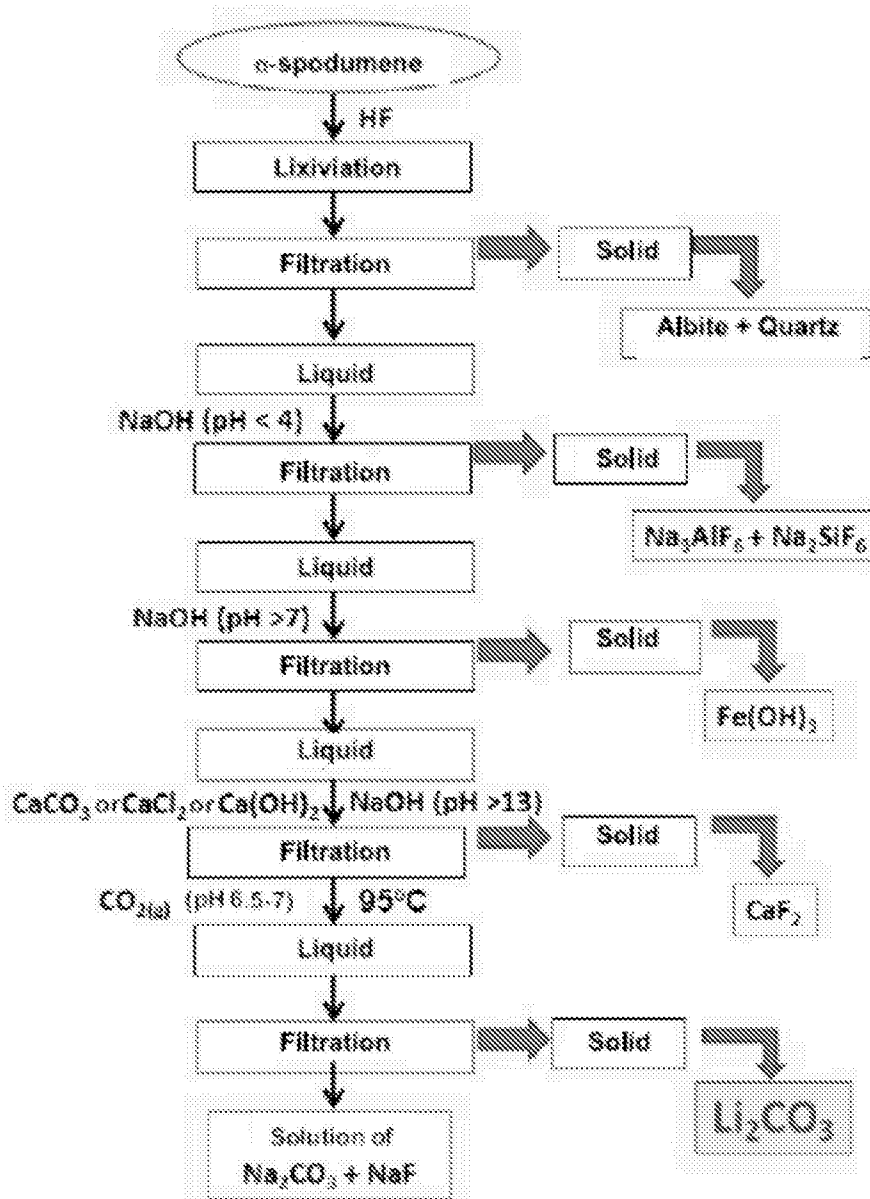 α-spodumene
HF
Lixiviation
Filtration
Solid
Albite + Quartz
Liquid
NaOH (pH < 4)
Filtration
Solid
Na₃AlF₆ + Na₂SiF₆
Liquid
NaOH (pH >7)
Filtration
Solid
Fe(OH)₃
Liquid
CaCO₃ or CaCl₂ or Ca(OH)₂ NaOH (pH >13)
Filtration
Solid
CaF₂
CO₂(g) (pH 6.5-7) 95°C
Liquid
Filtration
Solid
Li₂CO₃
Solution of
Na₂CO₃ + NaF